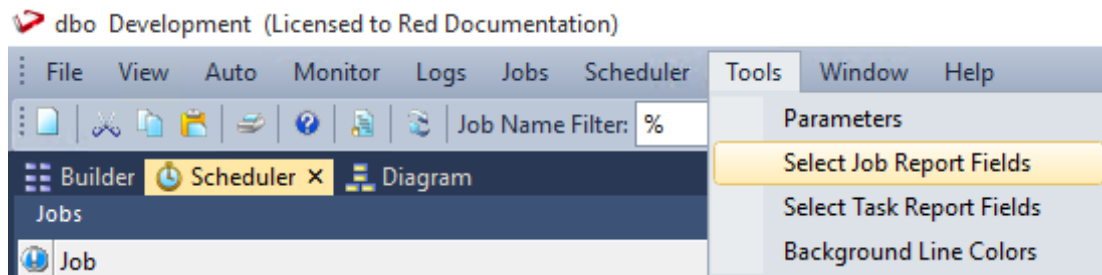 dbo Development (Licensed to Red Documentation)
File View Auto Monitor Logs Jobs Scheduler Tools Window Help
Job Name Filter: %
Parameters
Builder Scheduler × Diagram
Select Job Report Fields
Jobs
Select Task Report Fields
Job
Background Line Colors